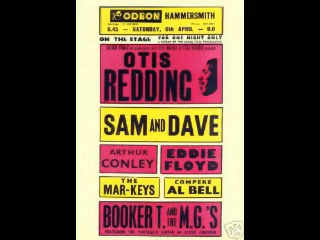 ODEON HAMMERSMITH
6.45 — SATURDAY, 8th APRIL — 9.0
ON THE STAGE FOR ONE NIGHT ONLY
OTIS
REDDING
SAM AND DAVE
ARTHUR CONLEY
EDDIE FLOYD
THE MAR-KEYS
COMPERE AL BELL
BOOKER T. AND THE M.G.'S